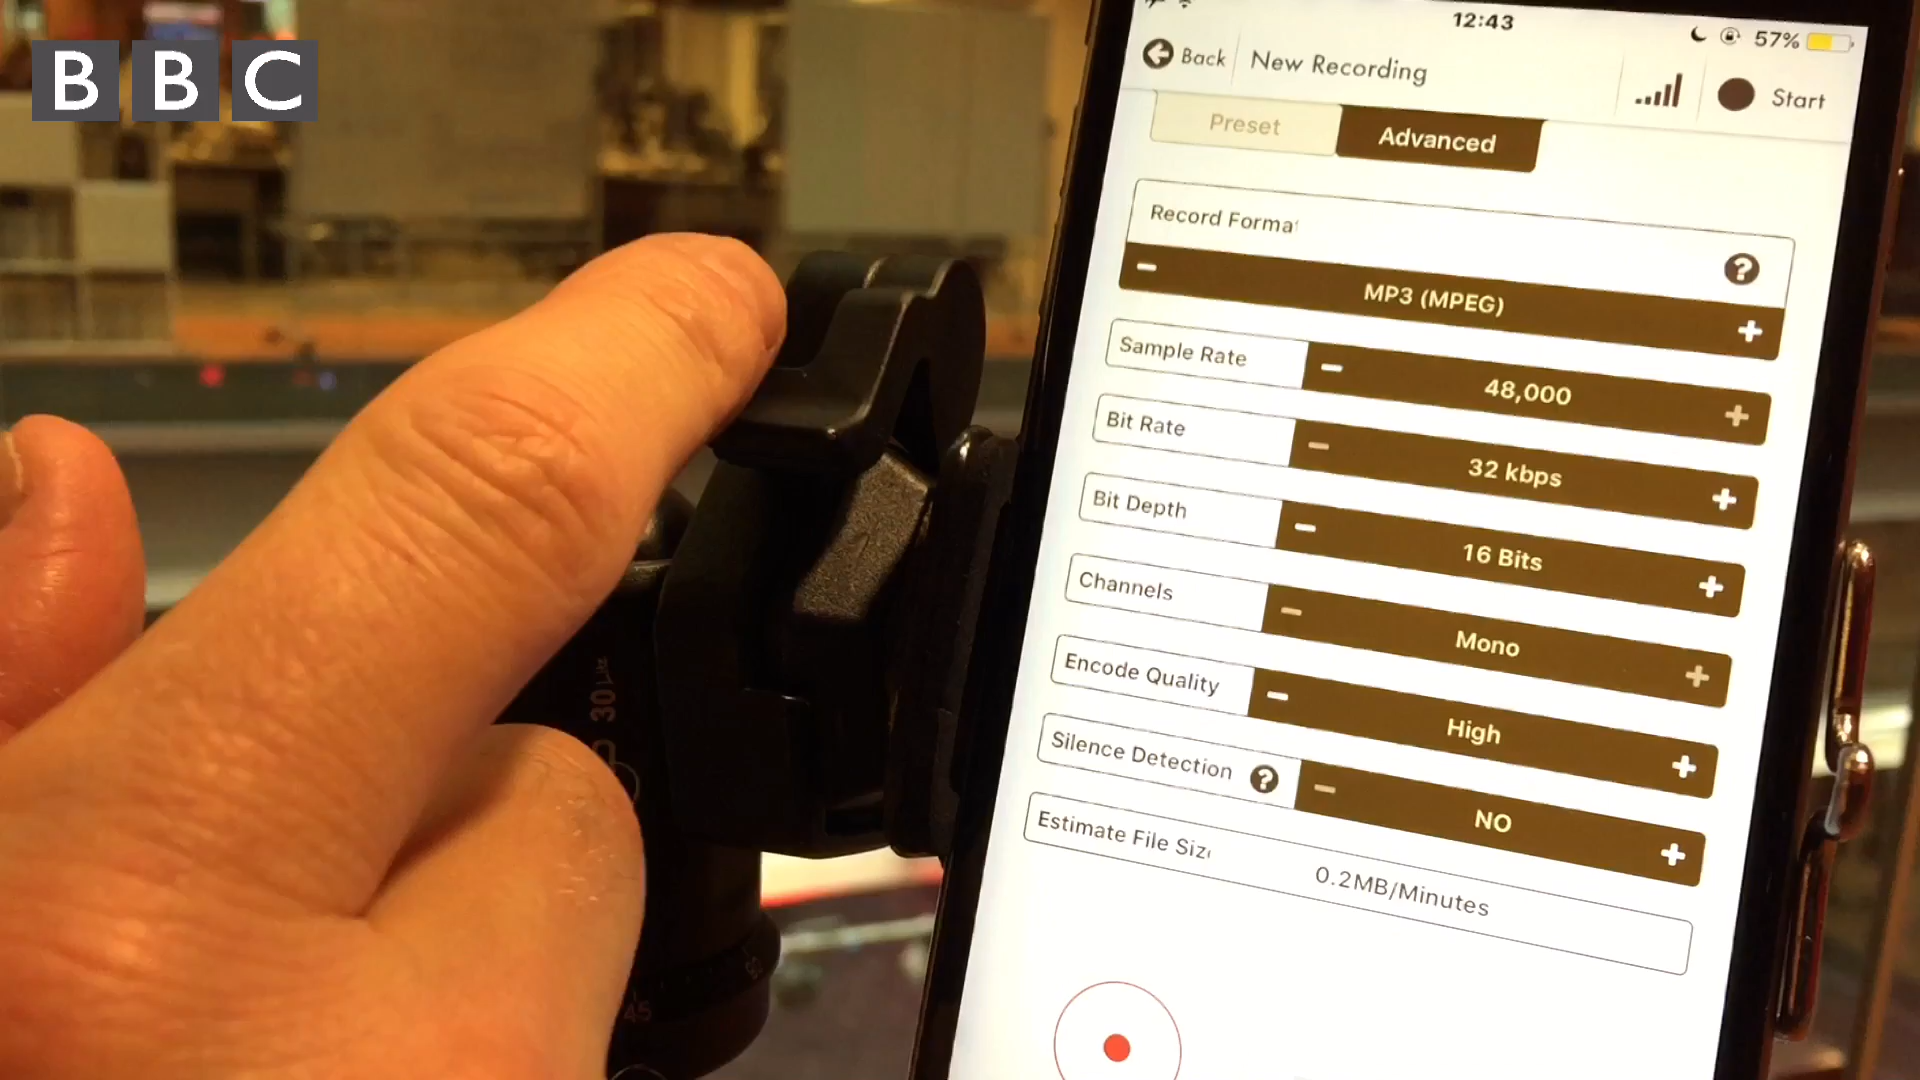 BBC
12:43
57%
Back
New Recording
Start
Preset
Advanced
Record Forma
MP3 (MPEG)
Sample Rate
48,000
Bit Rate
32 kbps
Bit Depth
16 Bits
Channels
Mono
Encode Quality
High
Silence Detection ?
NO
Estimate File Siz
0.2MB/Minutes
30
45